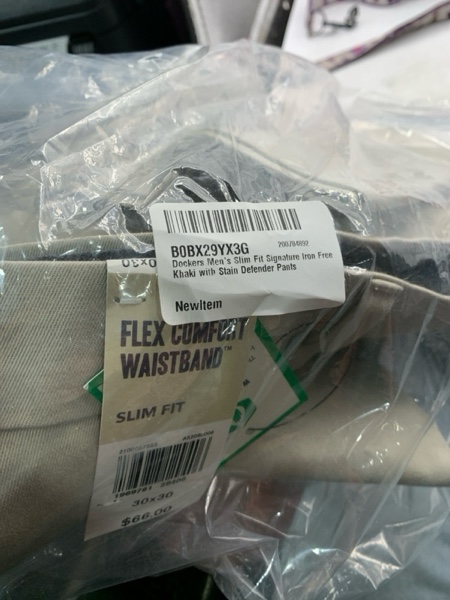 B0BX29YX3G
Dockers Men's Slim Fit Signature Iron Free
Khaki with Stain Defender Pants
NewItem
FLEX COMFORT
WAISTBAND™
SLIM FIT
30x30
$66.00